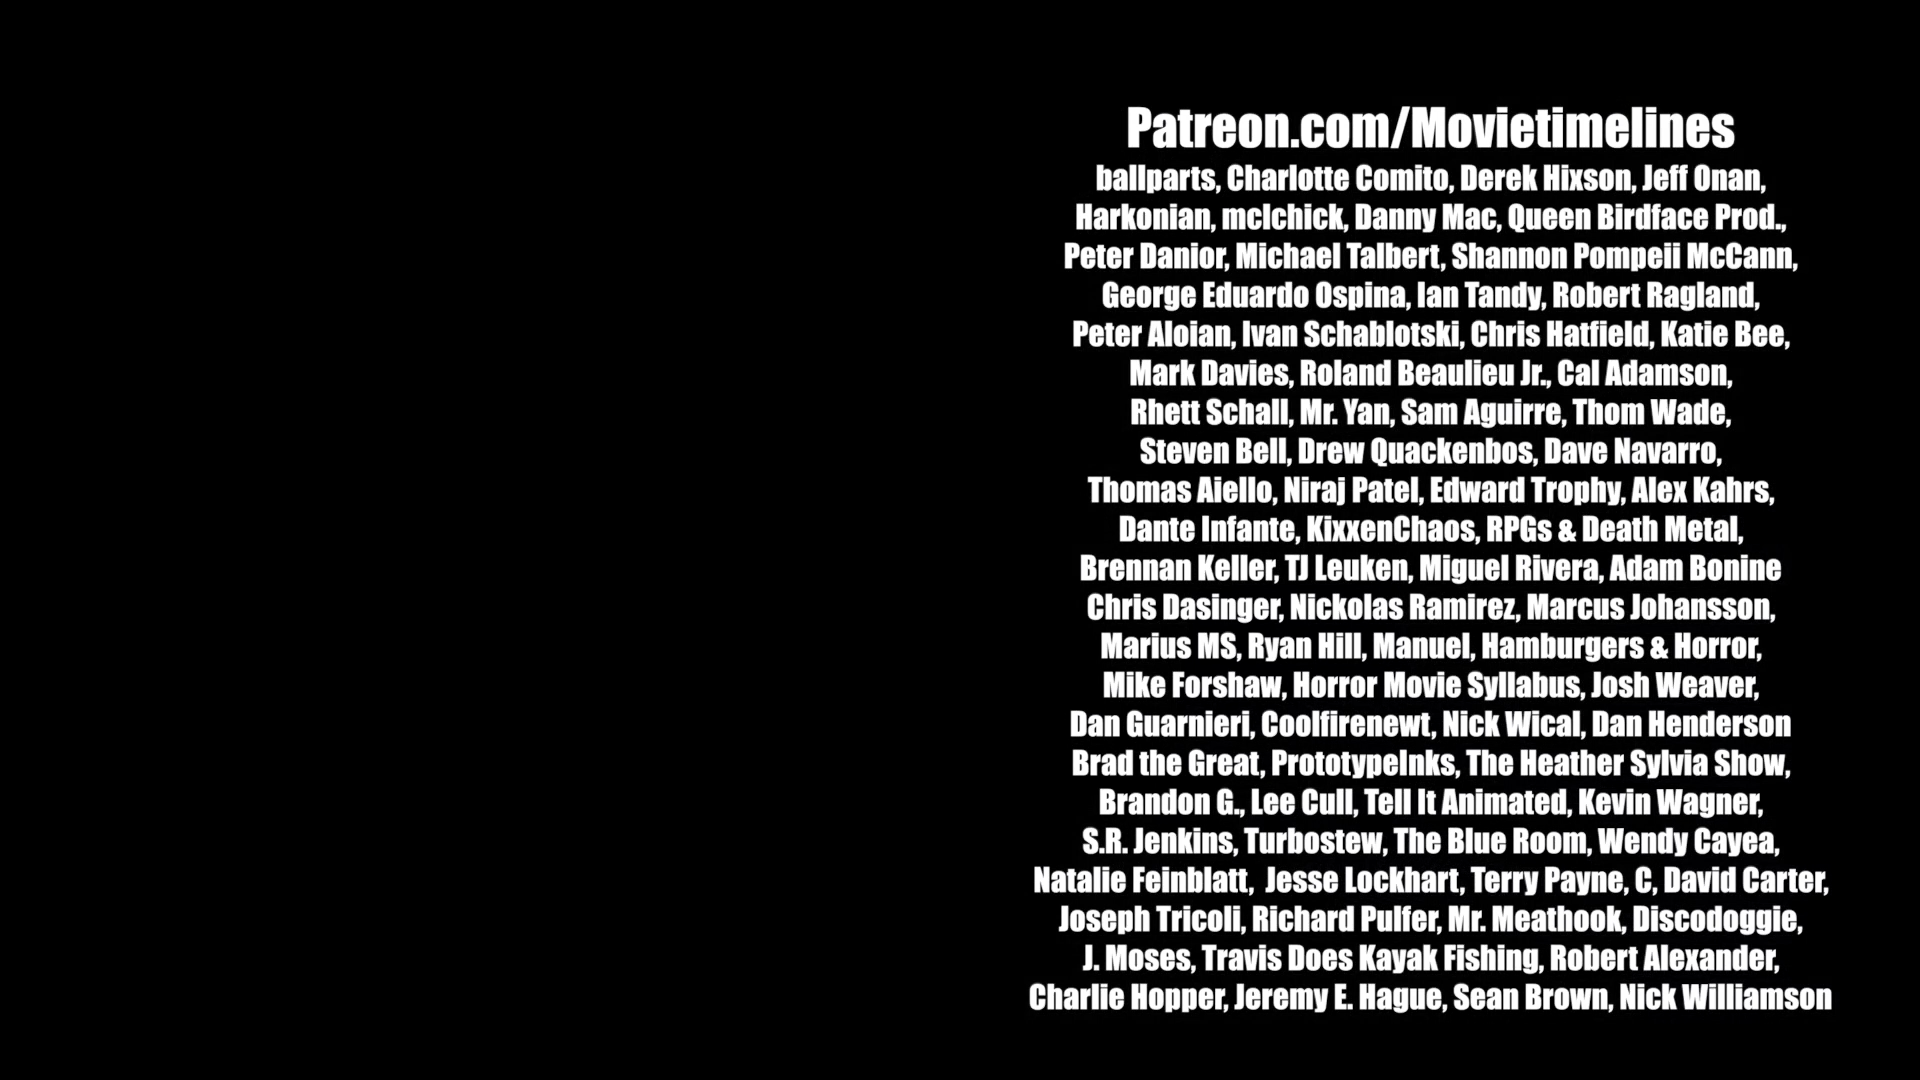 Patreon.com/Movietimelines
ballparts, Charlotte Comito, Derek Hixson, Jeff Onan,
Harkonian, mclchick, Danny Mac, Queen Birdface Prod.,
Peter Danior, Michael Talbert, Shannon Pompeii McCann,
George Eduardo Ospina, Ian Tandy, Robert Ragland,
Peter Aloian, Ivan Schablotski, Chris Hatfield, Katie Bee,
Mark Davies, Roland Beaulieu Jr., Cal Adamson,
Rhett Schall, Mr. Yan, Sam Aguirre, Thom Wade,
Steven Bell, Drew Quackenbos, Dave Navarro,
Thomas Aiello, Niraj Patel, Edward Trophy, Alex Kahrs,
Dante Infante, KixxenChaos, RPGs & Death Metal,
Brennan Keller, TJ Leuken, Miguel Rivera, Adam Bonine
Chris Dasinger, Nickolas Ramirez, Marcus Johansson,
Marius MS, Ryan Hill, Manuel, Hamburgers & Horror,
Mike Forshaw, Horror Movie Syllabus, Josh Weaver,
Dan Guarnieri, Coolfirenewt, Nick Wical, Dan Henderson
Brad the Great, PrototypeInks, The Heather Sylvia Show,
Brandon G., Lee Cull, Tell It Animated, Kevin Wagner,
S.R. Jenkins, Turbostew, The Blue Room, Wendy Cayea,
Natalie Feinblatt,  Jesse Lockhart, Terry Payne, C, David Carter,
Joseph Tricoli, Richard Pulfer, Mr. Meathook, Discodoggie,
J. Moses, Travis Does Kayak Fishing, Robert Alexander,
Charlie Hopper, Jeremy E. Hague, Sean Brown, Nick Williamson